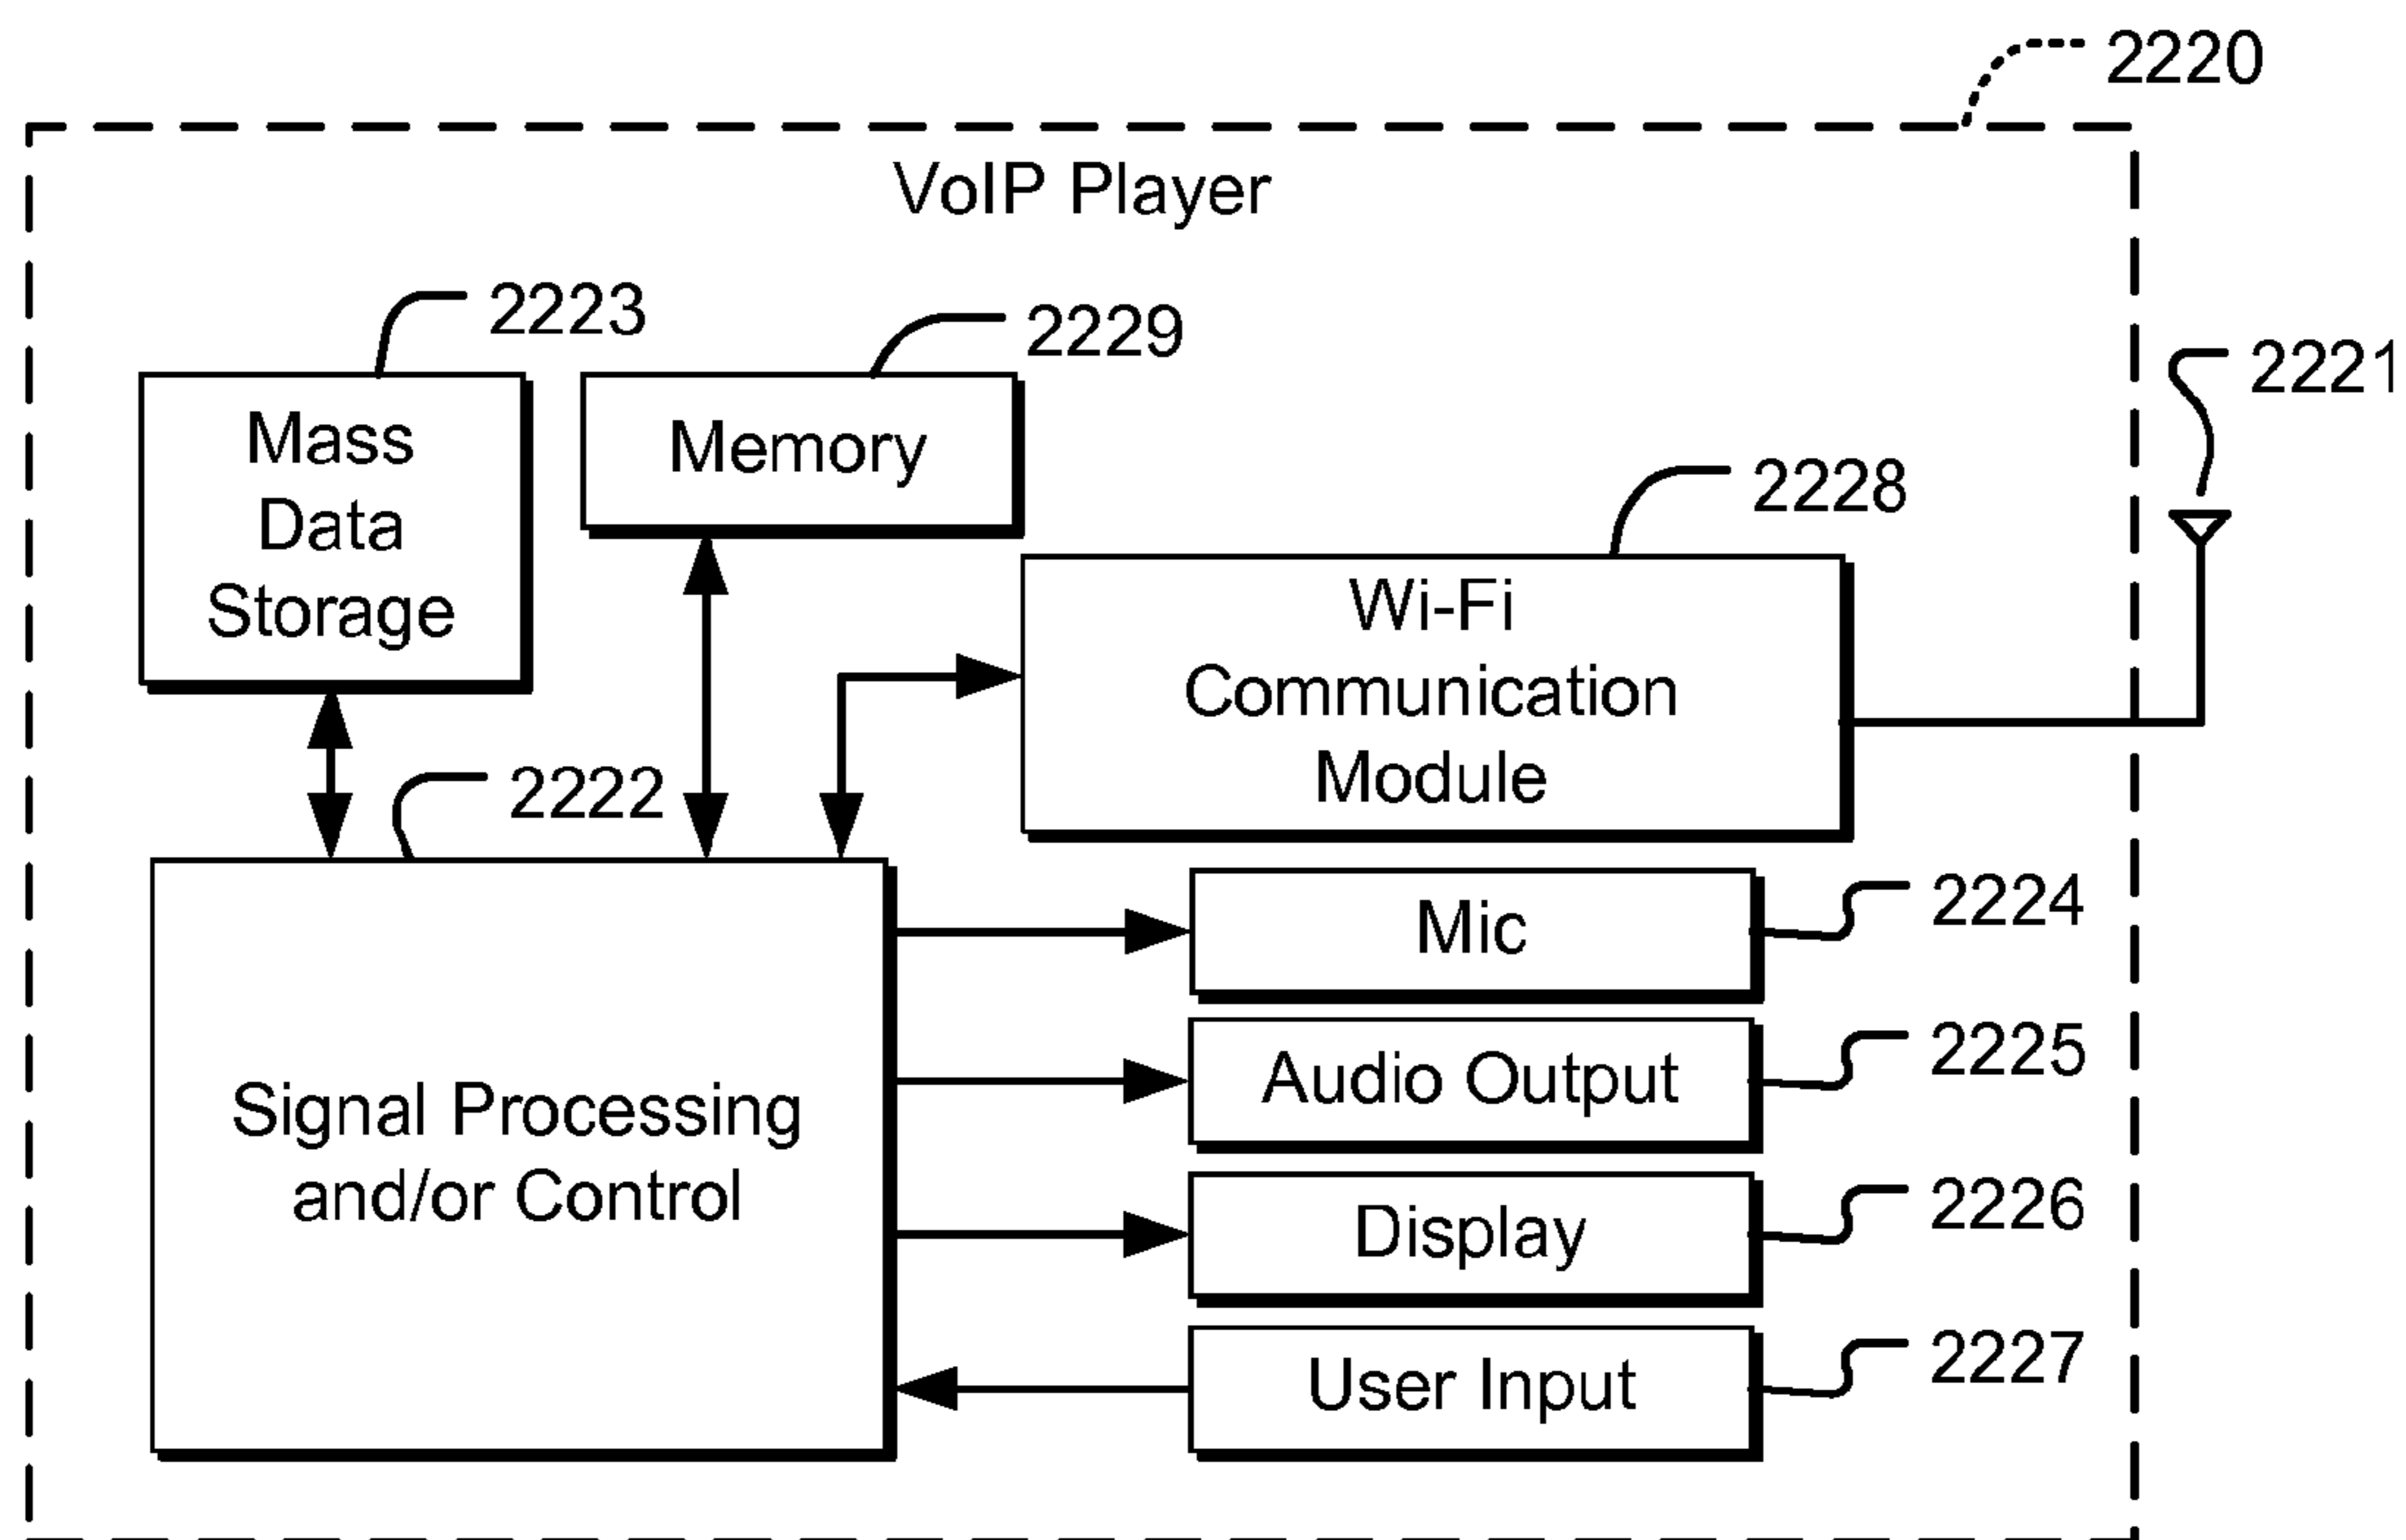 2220
VoIP Player
2223
2229
2221
Mass
Data
Storage
Memory
2228
Wi-Fi
Communication
Module
2222
Signal Processing
and/or Control
Mic
2224
Audio Output
2225
Display
2226
User Input
2227